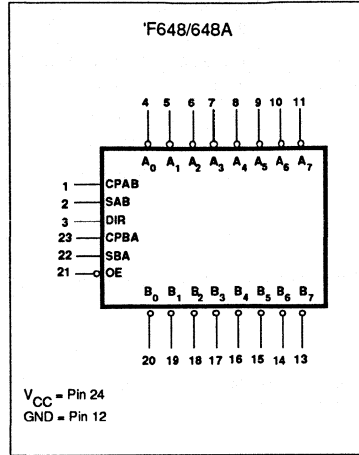 'F648/648A
4 5 6 7 8 9 10 11
A0 A1 A2 A3 A4 A5 A6 A7
1 CPAB
2 SAB
3 DIR
23 CPBA
22 SBA
21 OE
B0 B1 B2 B3 B4 B5 B6 B7
20 19 18 17 16 15 14 13
VCC = Pin 24
GND = Pin 12